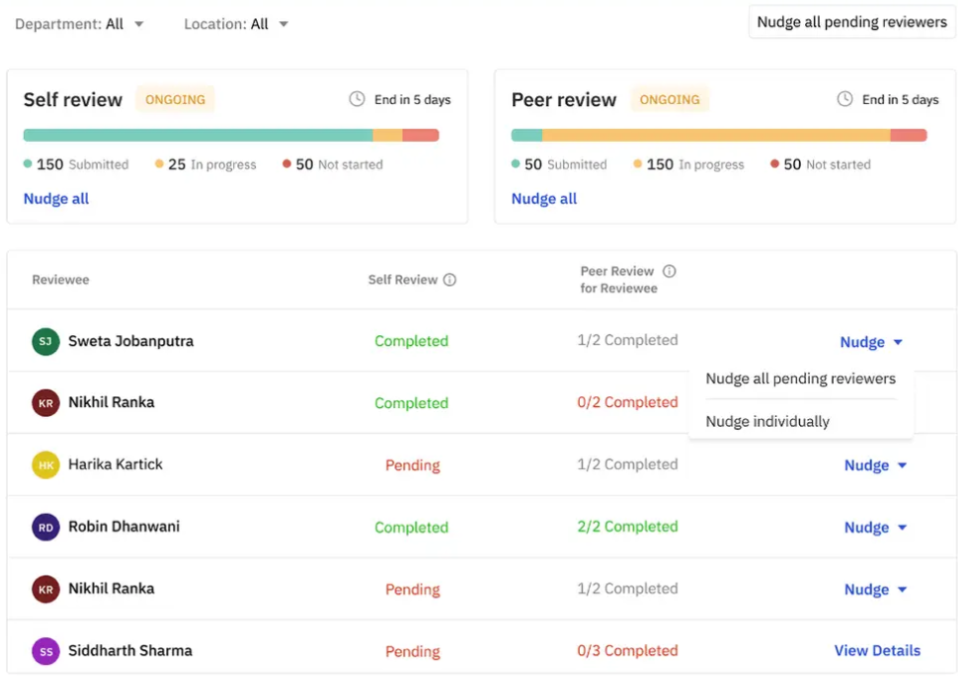 Department: All Location: All Nudge all pending reviewers
Self review ONGOING End in 5 days
150 Submitted 25 In progress 50 Not started
Nudge all
Peer review ONGOING End in 5 days
50 Submitted 150 In progress 50 Not started
Nudge all
Reviewee Self Review Peer Review
for Reviewee
SJ Sweta Jobanputra Completed 1/2 Completed Nudge
Nudge all pending reviewers
Nudge individually
KR Nikhil Ranka Completed 0/2 Completed
HK Harika Kartick Pending 1/2 Completed Nudge
RD Robin Dhanwani Completed 2/2 Completed Nudge
KR Nikhil Ranka Pending 1/2 Completed Nudge
SS Siddharth Sharma Pending 0/3 Completed View Details